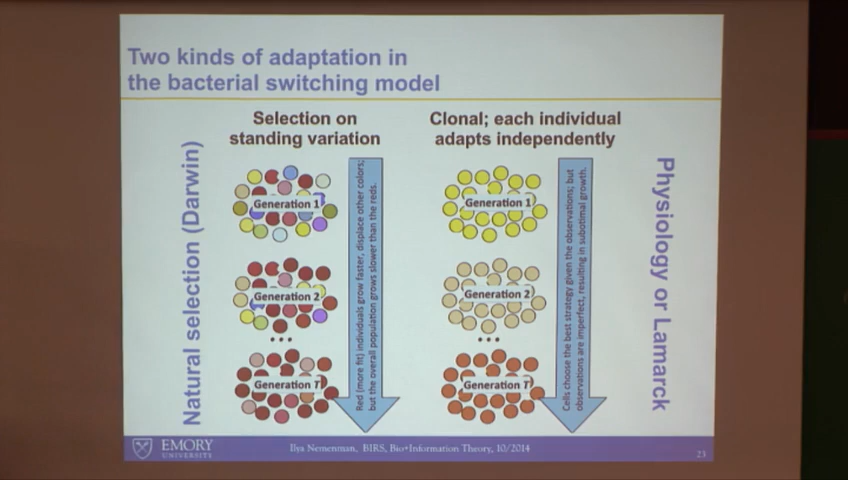 Two kinds of adaptation in
the bacterial switching model
Selection on
standing variation
Clonal; each individual
adapts independently
Natural selection (Darwin)
Generation 1
Generation 2
...
Generation T
Red (more fit) individuals grow faster, displace other colors;
but the overall population grows slower than the reds.
Generation 1
Generation 2
...
Generation T
Cells choose the best strategy given the observations; but
observations are imperfect, resulting in subotimal growth.
Physiology or Lamarck
EMORY
UNIVERSITY
Ilya Nemenman, BIRS, Bio+Information Theory, 10/2014
23